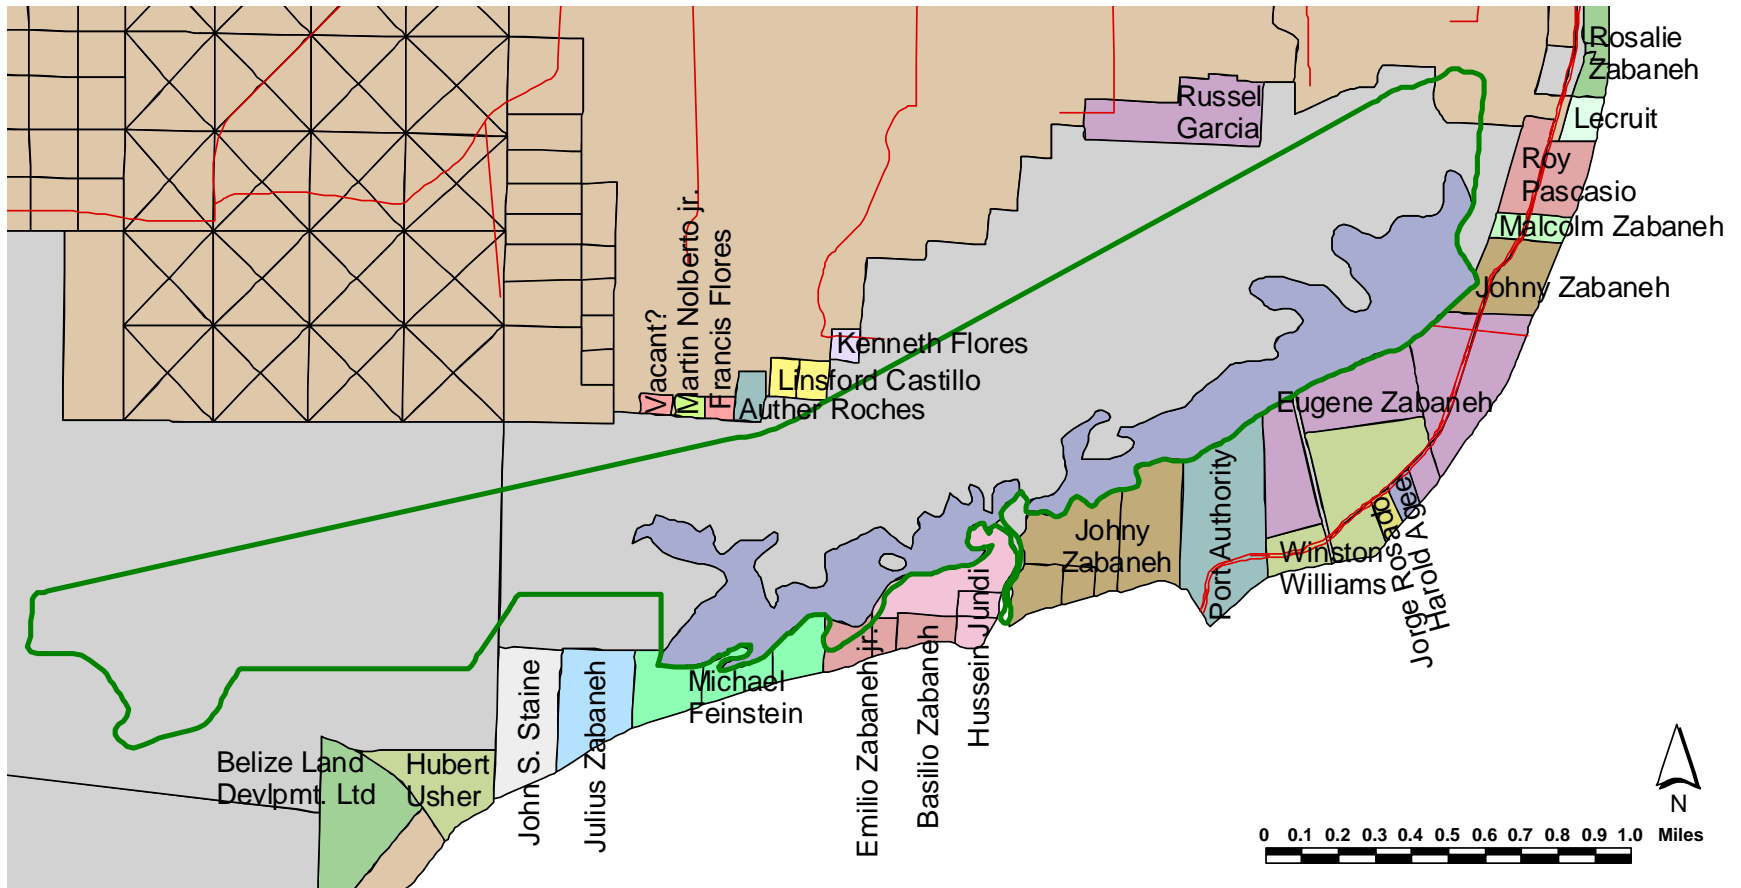 Rosalie
Zabaneh
Russel
Garcia
Lecruit
Roy
Pascasio
Malcolm Zabaneh
Johny Zabaneh
Vacant?
Martin Nolberto jr.
Francis Flores
Kenneth Flores
Linsford Castillo
Auther Roches
Eugene Zabaneh
Port Authority
Johny
Zabaneh
Winston
Williams
Jorge Rosado
Harold Agee
Hussein Jundi
Basilio Zabaneh
Emilio Zabaneh jr.
Michael
Feinstein
Julius Zabaneh
John S. Staine
Hubert
Usher
Belize Land
Devlpmt. Ltd
N
0 0.1 0.2 0.3 0.4 0.5 0.6 0.7 0.8 0.9 1.0 Miles